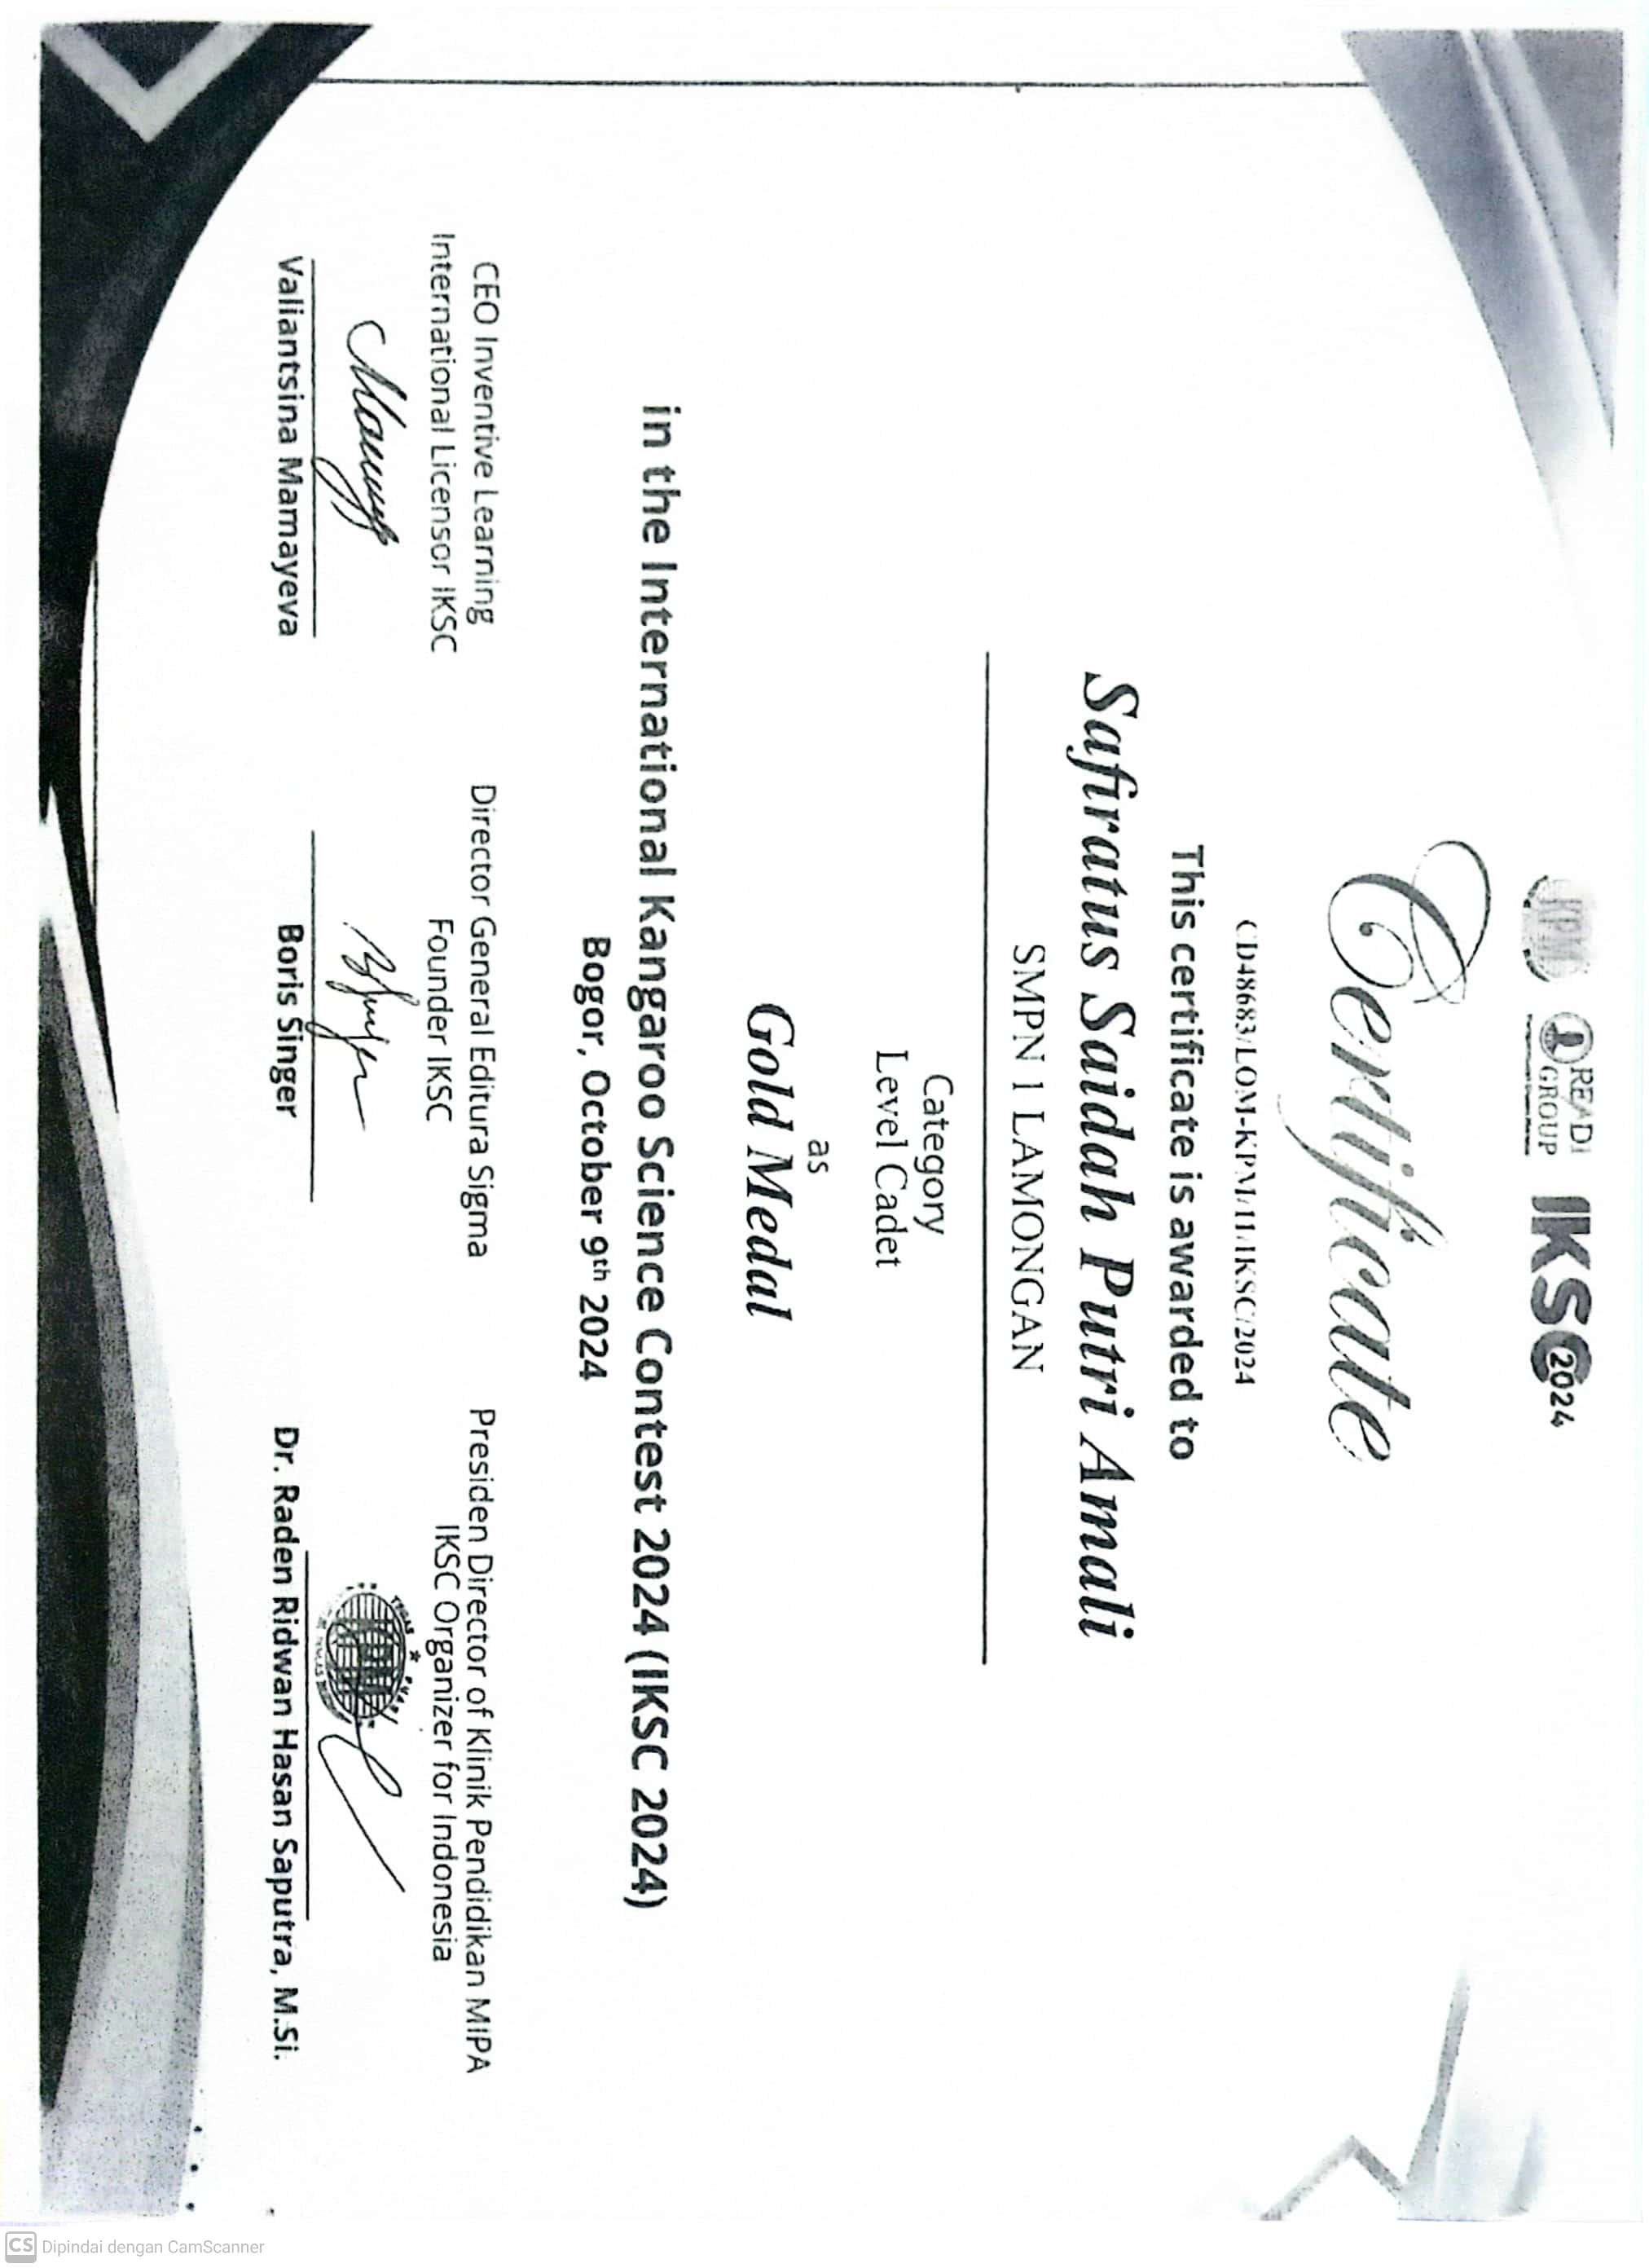 KPM
READI
GROUP
IKSC 2024
Certificate
CD48683/LOM-KPM/11/IKSC/2024
This certificate is awarded to
Safiratus Saidah Putri Amali
SMPN 1 LAMONGAN
Category
Level Cadet
as
Gold Medal
in the International Kangaroo Science Contest 2024 (IKSC 2024)
Bogor, October 9th 2024
CEO Inventive Learning
International Licensor IKSC
Valiantsina Mamayeva
Director General Editura Sigma
Founder IKSC
Boris Singer
Presiden Director of Klinik Pendidikan MIPA
IKSC Organizer for Indonesia
Dr. Raden Ridwan Hasan Saputra, M.Si.
CS Dipindai dengan CamScanner